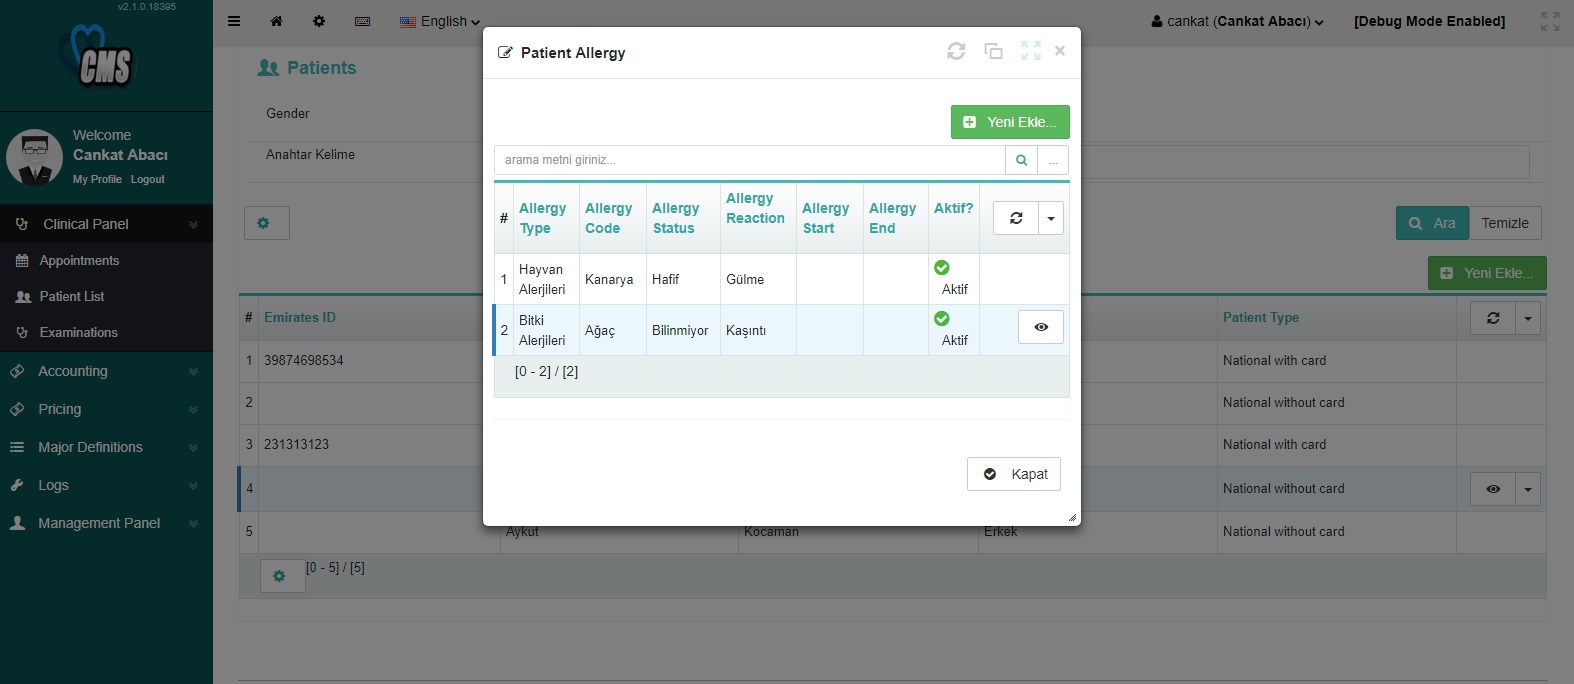 v2.1.0.18395
CMS
Welcome
Cankat Abacı
My Profile Logout
Clinical Panel
Appointments
Patient List
Examinations
Accounting
Pricing
Major Definitions
Logs
Management Panel
English
cankat (Cankat Abacı)
[Debug Mode Enabled]
Patients
Gender
Anahtar Kelime
Ara
Temizle
Yeni Ekle...
# Emirates ID Patient Type
1 39874698534 National with card
2 National without card
3 231313123 National with card
4 National without card
5 Aykut Kocaman Erkek National without card
[0 - 5] / [5]
Patient Allergy
Yeni Ekle...
arama metni giriniz...
...
# Allergy Type Allergy Code Allergy Status Allergy Reaction Allergy Start Allergy End Aktif?
1 Hayvan Alerjileri Kanarya Hafif Gülme Aktif
2 Bitki Alerjileri Ağaç Bilinmiyor Kaşıntı Aktif
[0 - 2] / [2]
Kapat